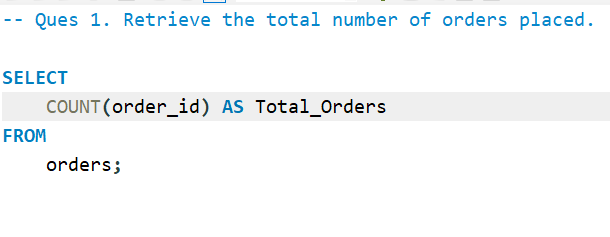 -- Ques 1. Retrieve the total number of orders placed.
SELECT
COUNT(order_id) AS Total_Orders
FROM
orders;